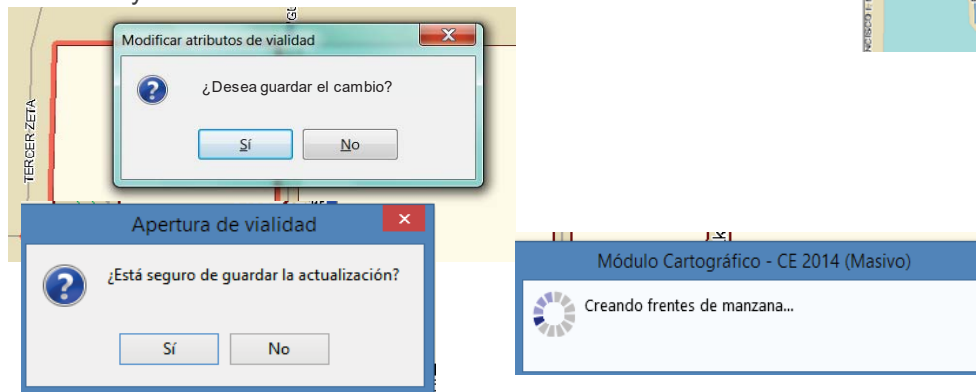 Modificar atributos de vialidad
¿Desea guardar el cambio?
Sí
No
TERCER ZETA
Apertura de vialidad
¿Está seguro de guardar la actualización?
Sí
No
Módulo Cartográfico - CE 2014 (Masivo)
Creando frentes de manzana...